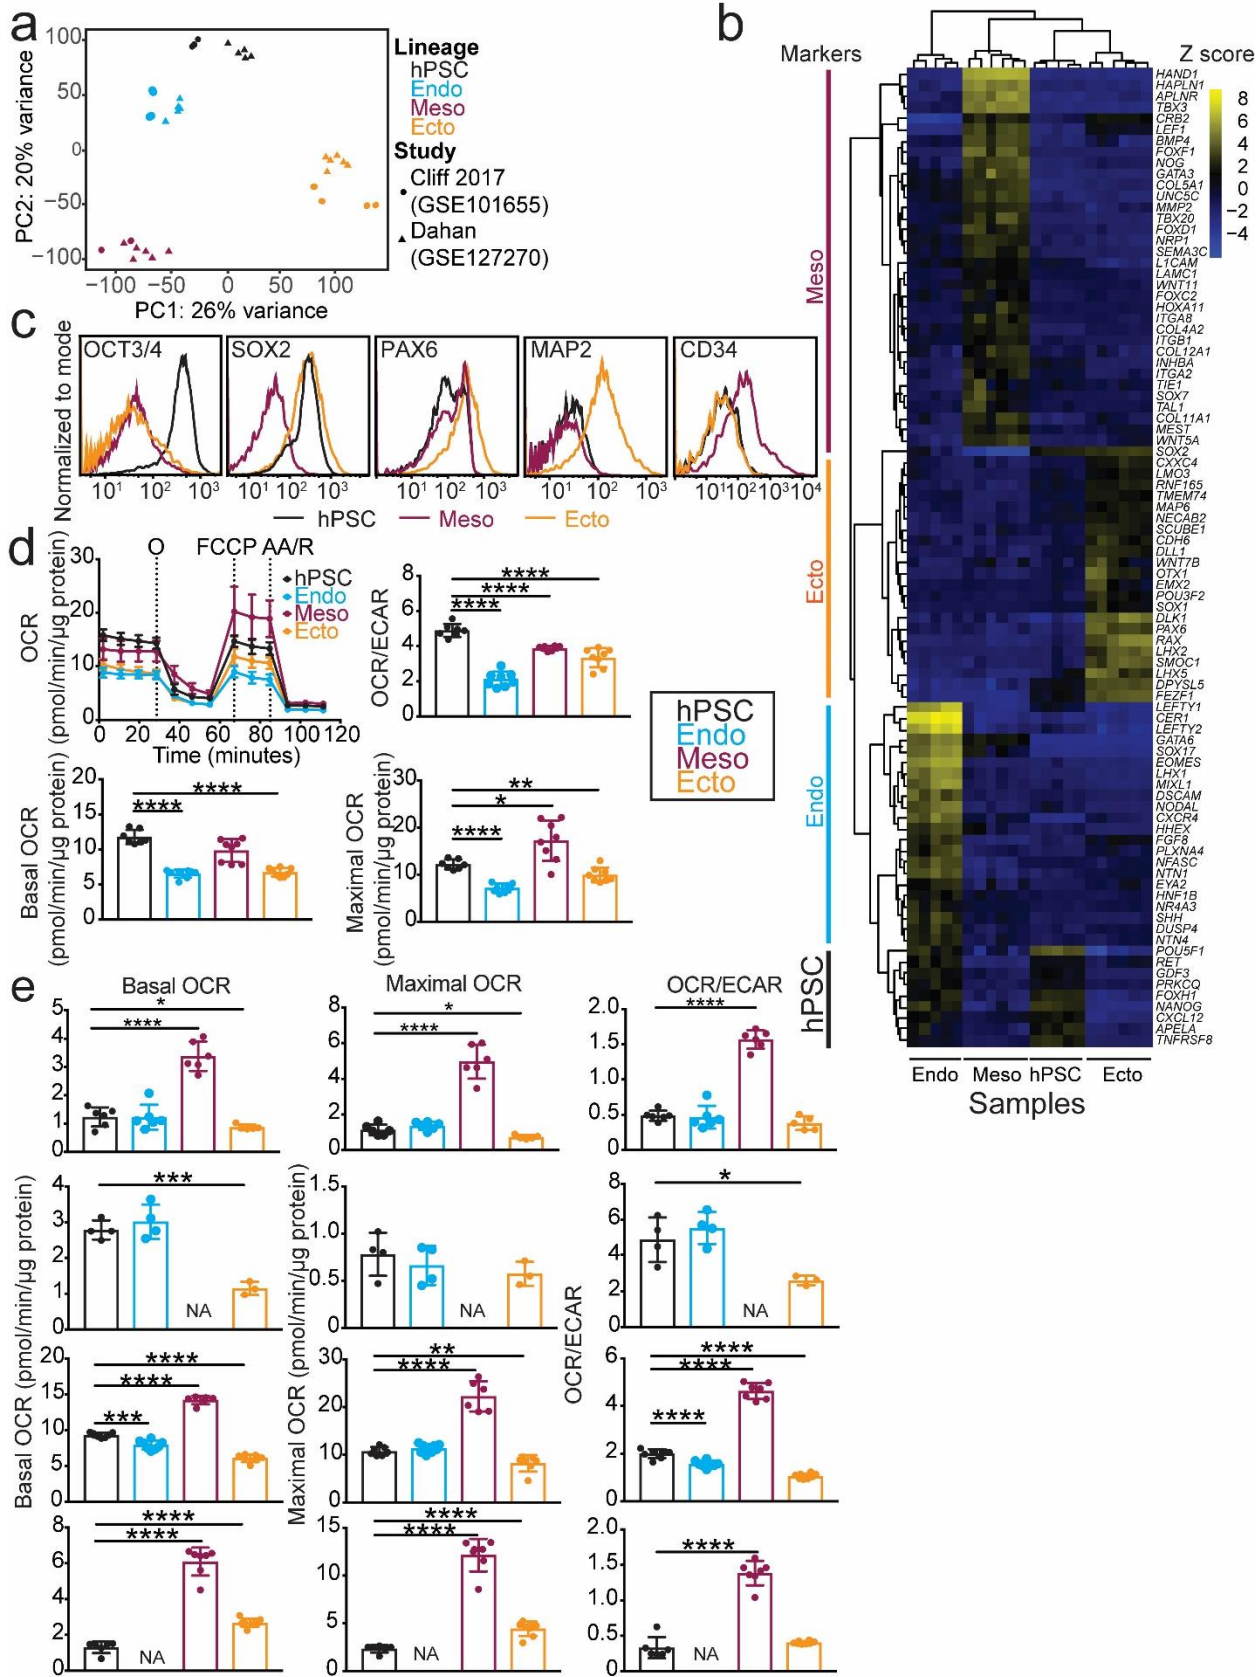 a
100
50
0
−50
−100
PC2: 20% variance
−100
−50
0
50
100
PC1: 26% variance
Lineage
hPSC
Endo
Meso
Ecto
Study
Cliff 2017
(GSE101655)
Dahan
(GSE127270)
b
Markers
Z score
8
6
4
2
0
−2
−4
Meso
Ecto
Endo
hPSC
HAND1
HAPLN1
APLNR
TBX3
CRB2
LEF1
BMP4
FOXF1
NOG
GATA3
COL5A1
UNC5C
MMP2
TBX20
FOXD1
NRP1
SEMA3C
L1CAM
LAMC1
WNT11
FOXC2
HOXA11
ITGA8
COL4A2
ITGB1
COL12A1
INHBA
ITGA2
TIE1
SOX7
TAL1
COL11A1
MEST
WNT5A
SOX2
CXXC4
LMO3
RNF165
TMEM74
MAP6
NECAB2
SCUBE1
CDH6
DLL1
WNT7B
OTX1
EMX2
POU3F2
SOX1
DLK1
PAX6
RAX
LHX2
SMOC1
LHX5
DPYSL5
FEZF1
LEFTY1
CER1
LEFTY2
GATA6
SOX17
EOMES
LHX1
MIXL1
DSCAM
NODAL
CXCR4
HHEX
FGF8
PLXNA4
NFASC
NTN1
EYA2
HNF1B
NR4A3
SHH
DUSP4
NTN4
POU5F1
RET
GDF3
PRKCQ
FOXH1
NANOG
CXCL12
APELA
TNFRSF8
Endo Meso hPSC Ecto
Samples
c
Normalized to mode
OCT3/4
SOX2
PAX6
MAP2
CD34
10¹ 10² 10³
10¹ 10² 10³
10¹ 10² 10³
10¹ 10² 10³
10¹ 10² 10³ 10⁴
hPSC Meso Ecto
d
OCR
(pmol/min/µg protein)
30
20
10
0
O FCCP AA/R
hPSC
Endo
Meso
Ecto
0 20 40 60 80 100 120
Time (minutes)
OCR/ECAR
8
6
4
2
0
****
****
****
hPSC
Endo
Meso
Ecto
Basal OCR
(pmol/min/µg protein)
20
15
10
5
0
****
****
Maximal OCR
(pmol/min/µg protein)
30
20
10
0
**
*
****
e
Basal OCR
Maximal OCR
OCR/ECAR
Basal OCR (pmol/min/µg protein)
Maximal OCR (pmol/min/µg protein)
OCR/ECAR
5
4
3
2
1
0
*
****
8
6
4
2
0
*
****
2.0
1.5
1.0
0.5
0
****
4
3
2
1
0
***
NA
1.5
1.0
0.5
0
NA
8
6
4
2
0
*
NA
20
15
10
5
0
****
****
***
30
20
10
0
**
****
6
4
2
0
****
****
****
8
6
4
2
0
****
****
NA
15
10
5
0
****
****
NA
2.0
1.5
1.0
0.5
0
****
NA